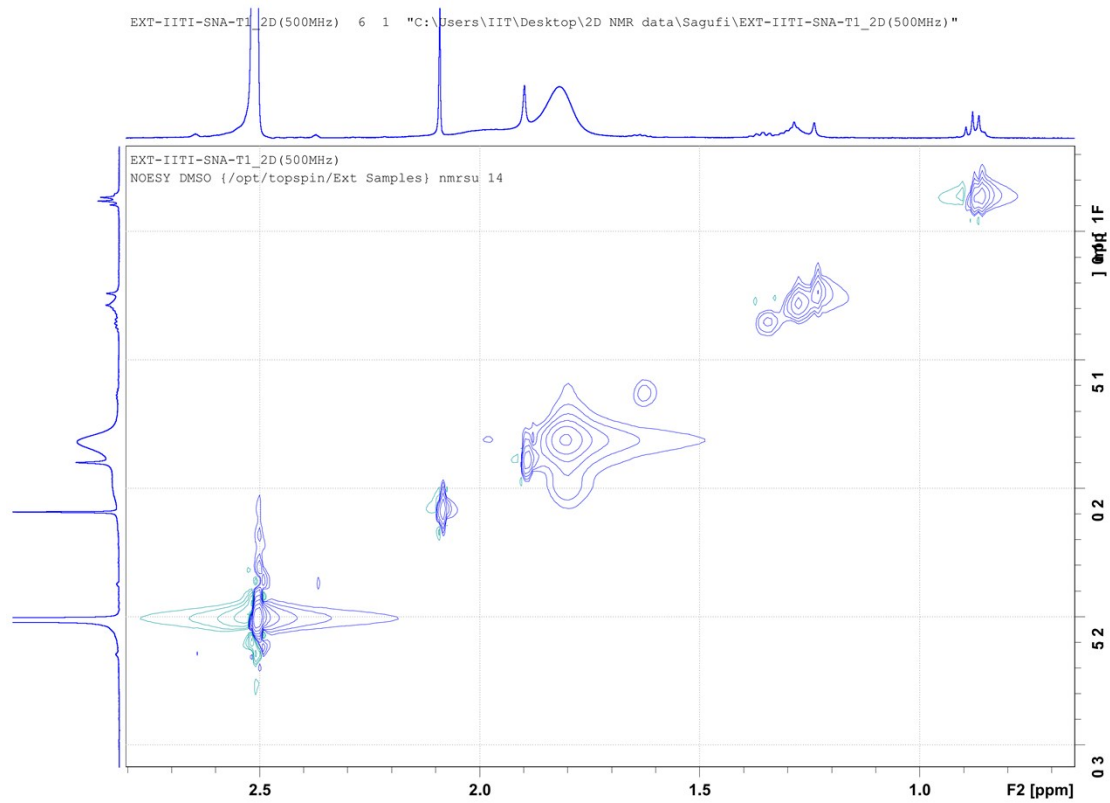 EXT-IITI-SNA-T1_2D(500MHz) 6 1 "C:\Users\IIT\Desktop\2D NMR data\Sagufi\EXT-IITI-SNA-T1_2D(500MHz)"
EXT-IITI-SNA-T1_2D(500MHz)
NOESY DMSO {/opt/topspin/Ext Samples} nmrsu 14
F1
5 1
0 2
5 2
0 3
2.5 2.0 1.5 1.0 F2 [ppm]